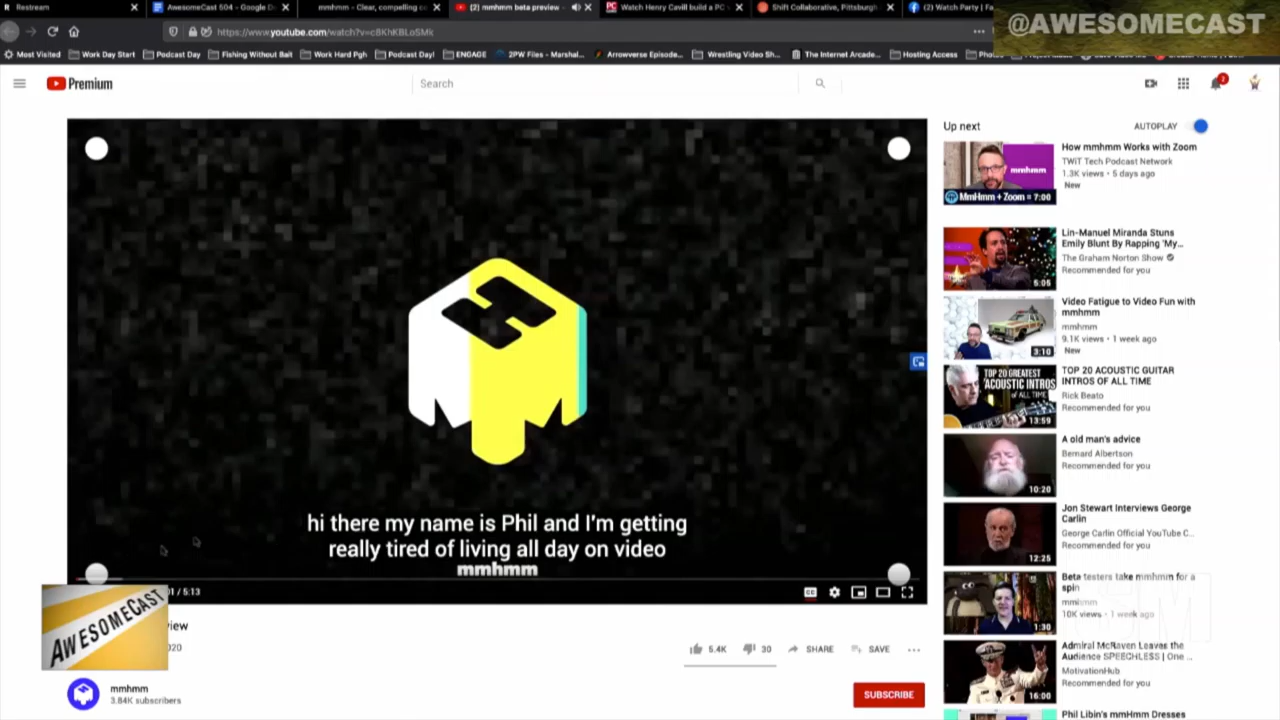 Restream
AwesomeCast 504 - Google D
mmhmm - Clear, compelling c
(2) mmhmm beta preview -
Watch Henry Cavill build a PC
Shift Collaborative, Pittsburgh
(2) Watch Party | Fa
@AWESOMECAST
https://www.youtube.com/watch?v=c8KhKBLoSMk
Most Visited
Work Day Start
Podcast Day
Fishing Without Bait
Work Hard Pgh
Podcast Day!
ENGAGE
2PW Files - Marshal...
Arrowverse Episode...
Wrestling Video Sh...
The Internet Arcade...
Hosting Access
Premium
Search
2
Up next
AUTOPLAY
How mmhmm Works with Zoom
TWiT Tech Podcast Network
1.3K views • 5 days ago
New
mmhmm
MmHmm + Zoom = 7:00
Lin-Manuel Miranda Stuns
Emily Blunt By Rapping 'My...
The Graham Norton Show
Recommended for you
5:05
Video Fatigue to Video Fun with
mmhmm
mmhmm
9.1K views • 1 week ago
New
3:10
TOP 20 ACOUSTIC GUITAR
INTROS OF ALL TIME
Rick Beato
Recommended for you
TOP 20 GREATEST
'ACOUSTIC INTROS
of ALL TIME
13:59
A old man's advice
Bernard Albertson
Recommended for you
10:20
Jon Stewart Interviews George
Carlin
George Carlin Official YouTube C...
Recommended for you
12:25
Beta testers take mmhmm for a
spin
mmhmm
10K views • 1 week ago
1:30
Admiral McRaven Leaves the
Audience SPEECHLESS | One ...
MotivationHub
Recommended for you
16:00
Phil Libin's mmHmm Dresses
hi there my name is Phil and I'm getting
really tired of living all day on video
mmhmm
/ 5:13
AWESOMECAST
view
2020
5.4K
30
SHARE
SAVE
mmhmm
3.84K subscribers
SUBSCRIBE